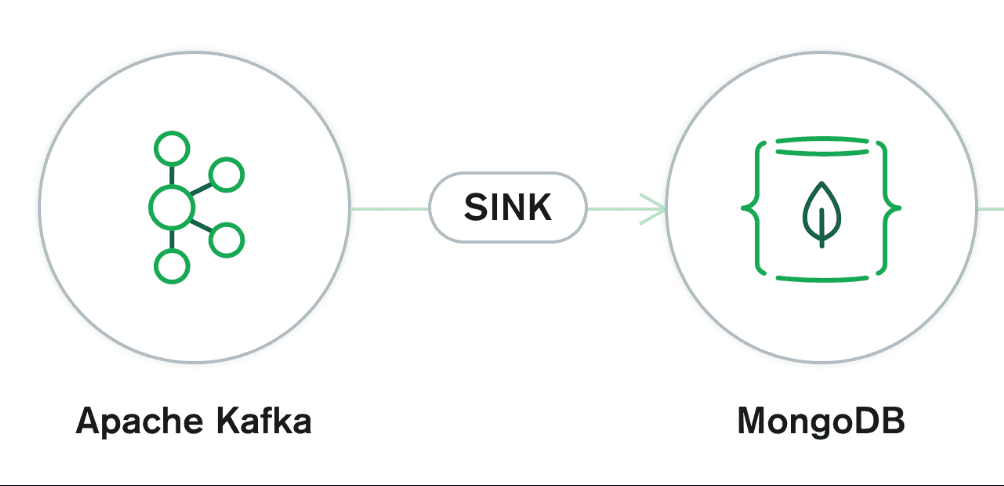 SINK
Apache Kafka
MongoDB